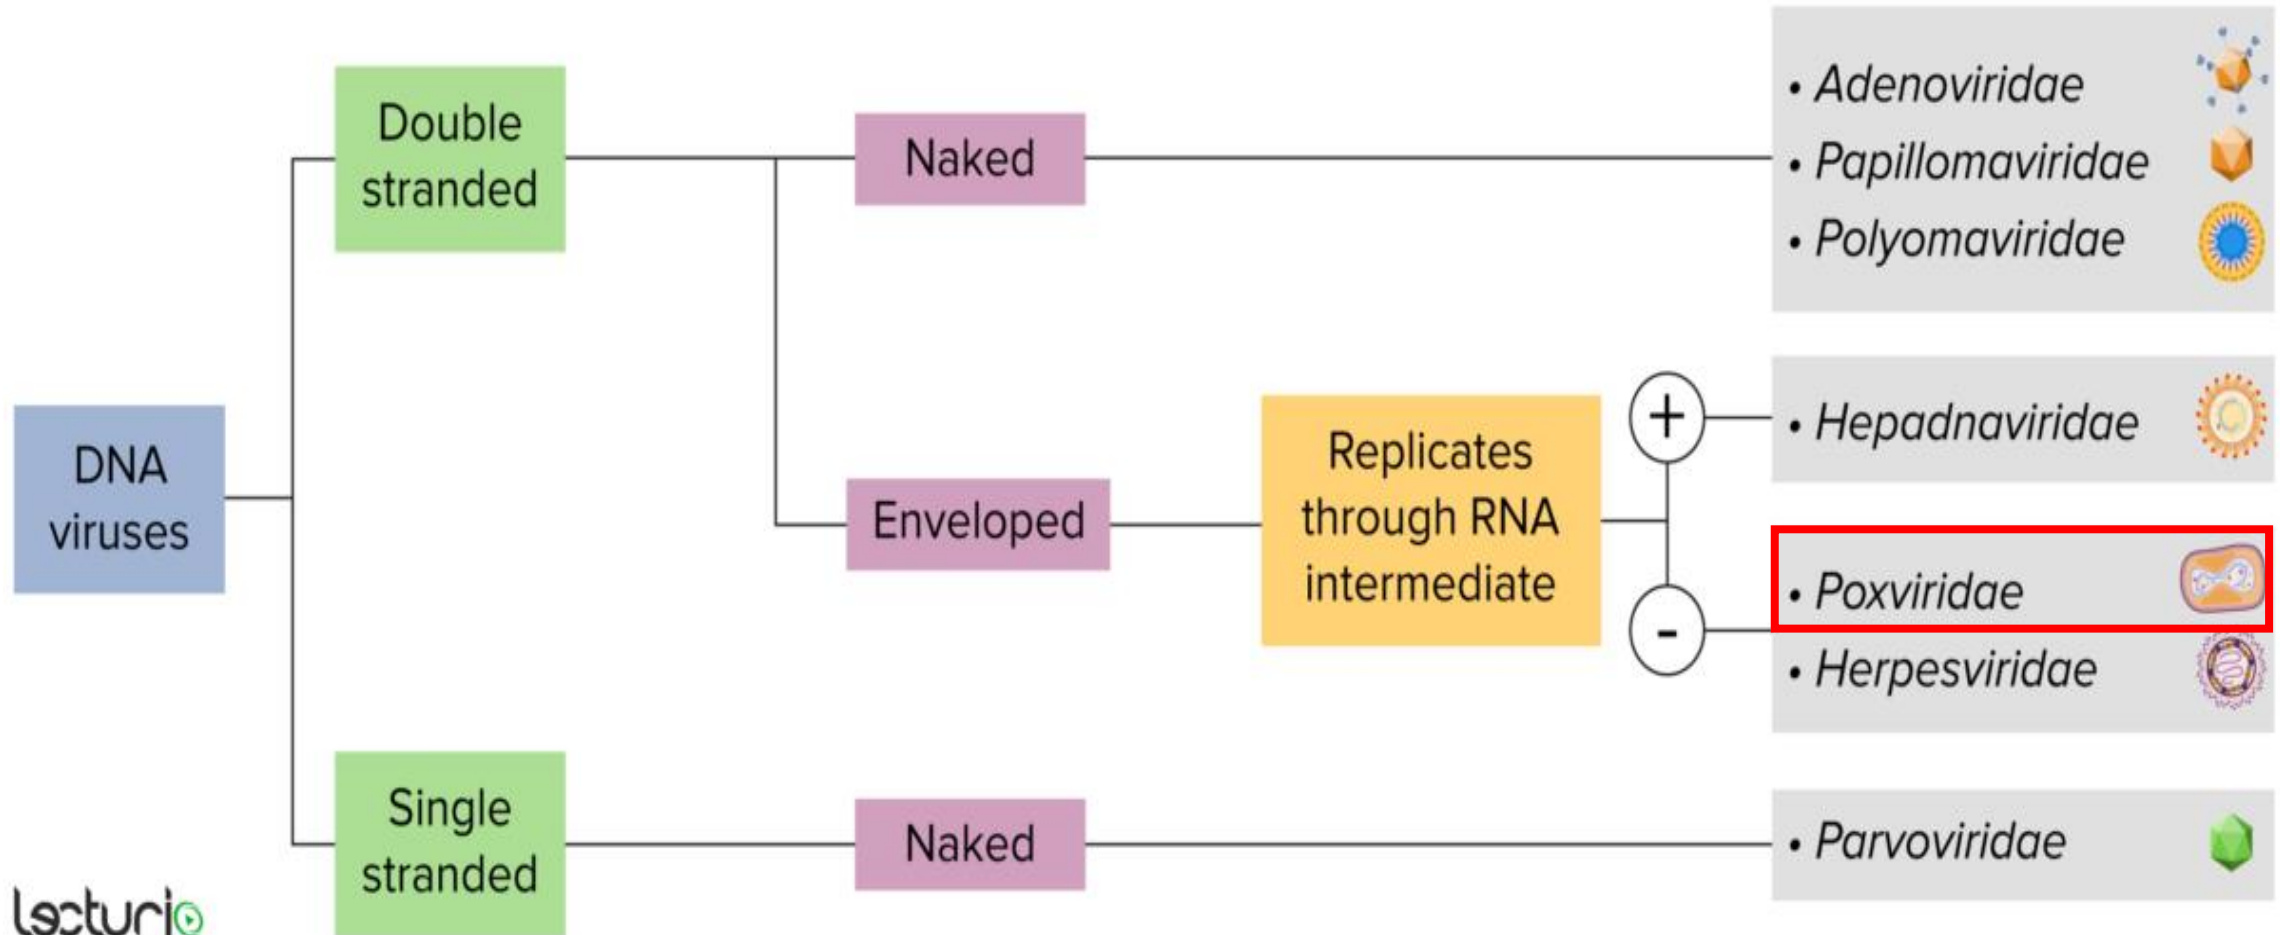 Double
stranded
Naked
• Adenoviridae
• Papillomaviridae
• Polyomaviridae
DNA
viruses
Enveloped
Replicates
through RNA
intermediate
+
• Hepadnaviridae
-
• Poxviridae
• Herpesviridae
Single
stranded
Naked
• Parvoviridae
lecturio